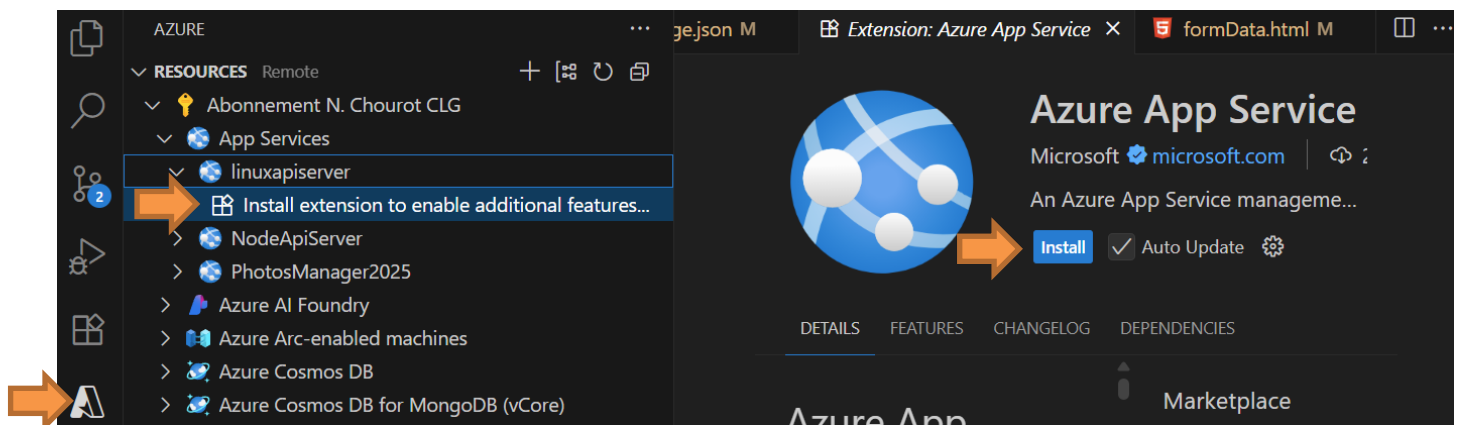 AZURE
ge.json M
Extension: Azure App Service
formData.html M
RESOURCES Remote
Abonnement N. Chourot CLG
App Services
linuxapiserver
Install extension to enable additional features...
NodeApiServer
PhotosManager2025
Azure AI Foundry
Azure Arc-enabled machines
Azure Cosmos DB
Azure Cosmos DB for MongoDB (vCore)
2
Azure App Service
Microsoft microsoft.com
An Azure App Service manageme...
Install Auto Update
DETAILS FEATURES CHANGELOG DEPENDENCIES
Azure App
Marketplace